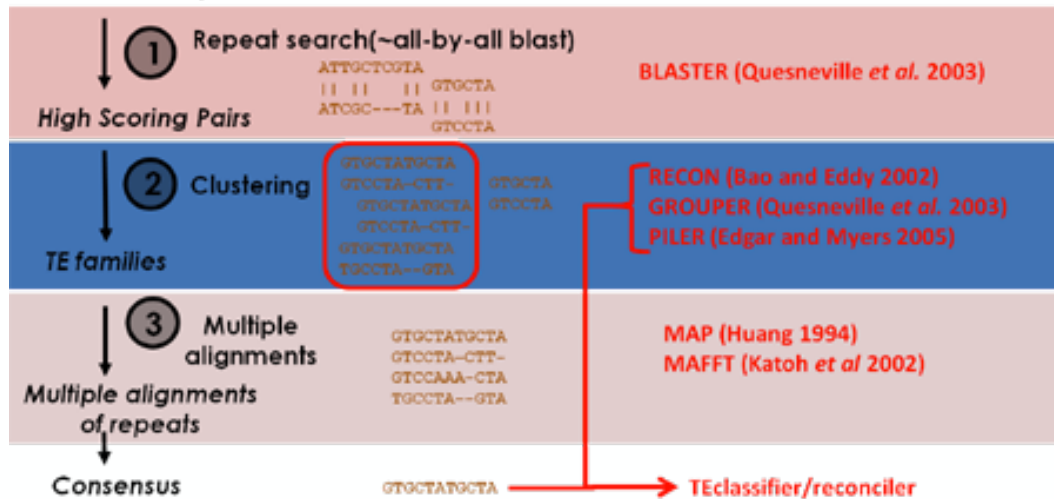 1 Repeat search(~all-by-all blast)
ATTGCTCGTA
|| || || GTGCTA
ATCGC---TA || |||
GTCCTA
High Scoring Pairs
BLASTER (Quesneville et al. 2003)
2 Clustering
GTGCTATGCTA
GTCCTA-CTT- GTGCTA
GTGCTATGCTA GTCCTA
GTCCTA-CTT-
GTGCTATGCTA
TGCCTA--GTA
TE families
RECON (Bao and Eddy 2002)
GROUPER (Quesneville et al. 2003)
PILER (Edgar and Myers 2005)
3 Multiple
alignments
GTGCTATGCTA
GTCCTA-CTT-
GTCCAAA-CTA
TGCCTA--GTA
Multiple alignments
of repeats
MAP (Huang 1994)
MAFFT (Katoh et al 2002)
Consensus
GTGCTATGCTA
TEclassifier/reconciler